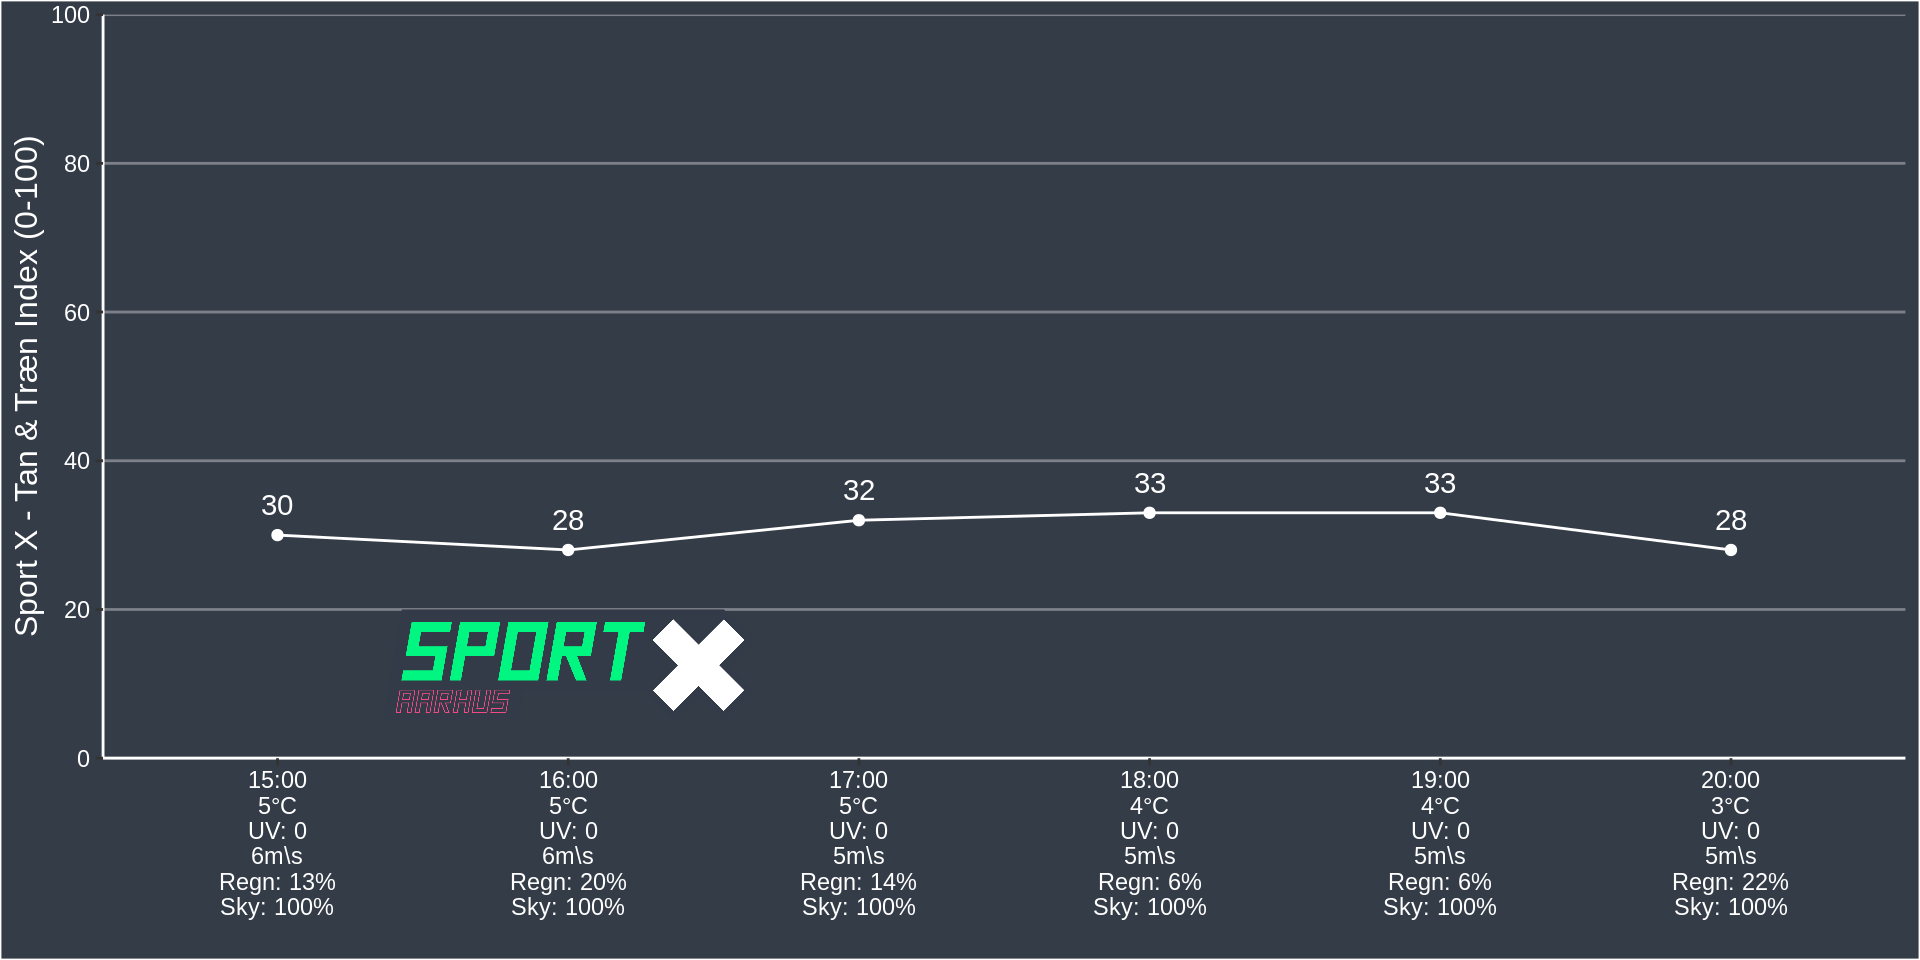 Sport X - Tan & Træn Index (0-100)
100
80
60
40
20
0
30
28
32
33
33
28
SPORT X
AARHUS
15:00
5°C
UV: 0
6m\s
Regn: 13%
Sky: 100%
16:00
5°C
UV: 0
6m\s
Regn: 20%
Sky: 100%
17:00
5°C
UV: 0
5m\s
Regn: 14%
Sky: 100%
18:00
4°C
UV: 0
5m\s
Regn: 6%
Sky: 100%
19:00
4°C
UV: 0
5m\s
Regn: 6%
Sky: 100%
20:00
3°C
UV: 0
5m\s
Regn: 22%
Sky: 100%